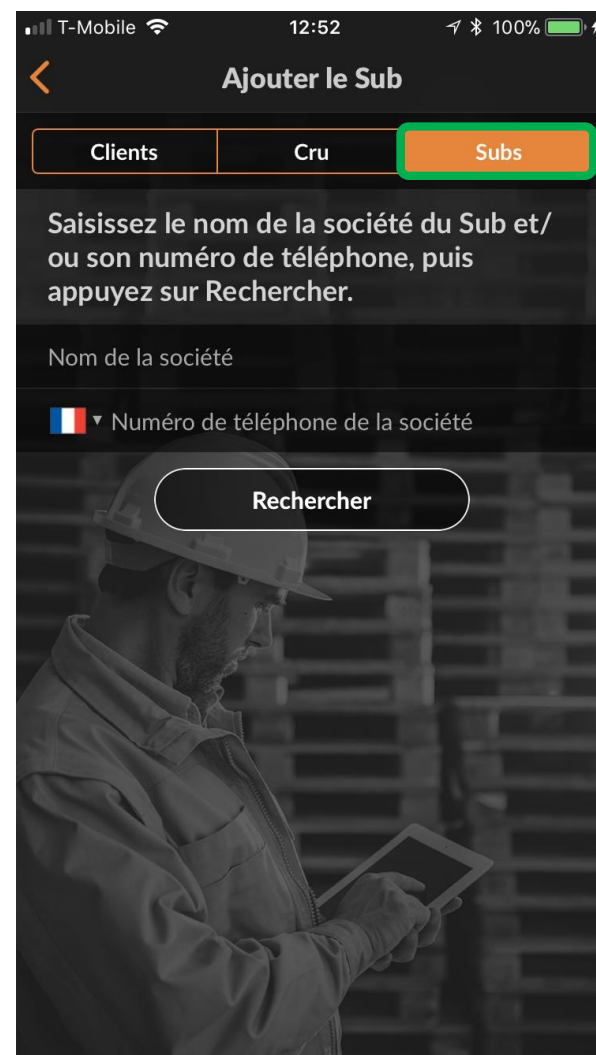 T-Mobile 12:52 100%
Ajouter le Sub
Clients Cru Subs
Saisissez le nom de la société du Sub et/
ou son numéro de téléphone, puis
appuyez sur Rechercher.
Nom de la société
Numéro de téléphone de la société
Rechercher